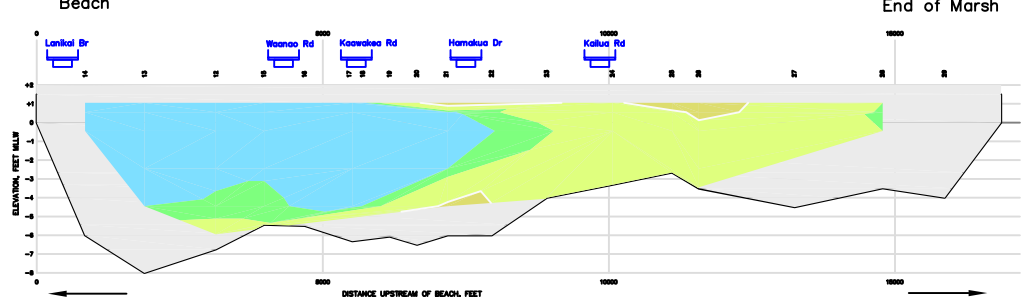 Beach
End of Marsh
0 5000 10000 15000
Lanikai Br Waanao Rd Kaawakea Rd Hamakua Dr Kailua Rd
14 13 12 15 16 17 18 19 20 21 22 23 24 25 26 27 28 29
+2
+1
0
-1
-2
-3
-4
-5
-6
-7
-8
ELEVATION, FEET MLLW
0 5000 10000 15000
DISTANCE UPSTREAM OF BEACH, FEET